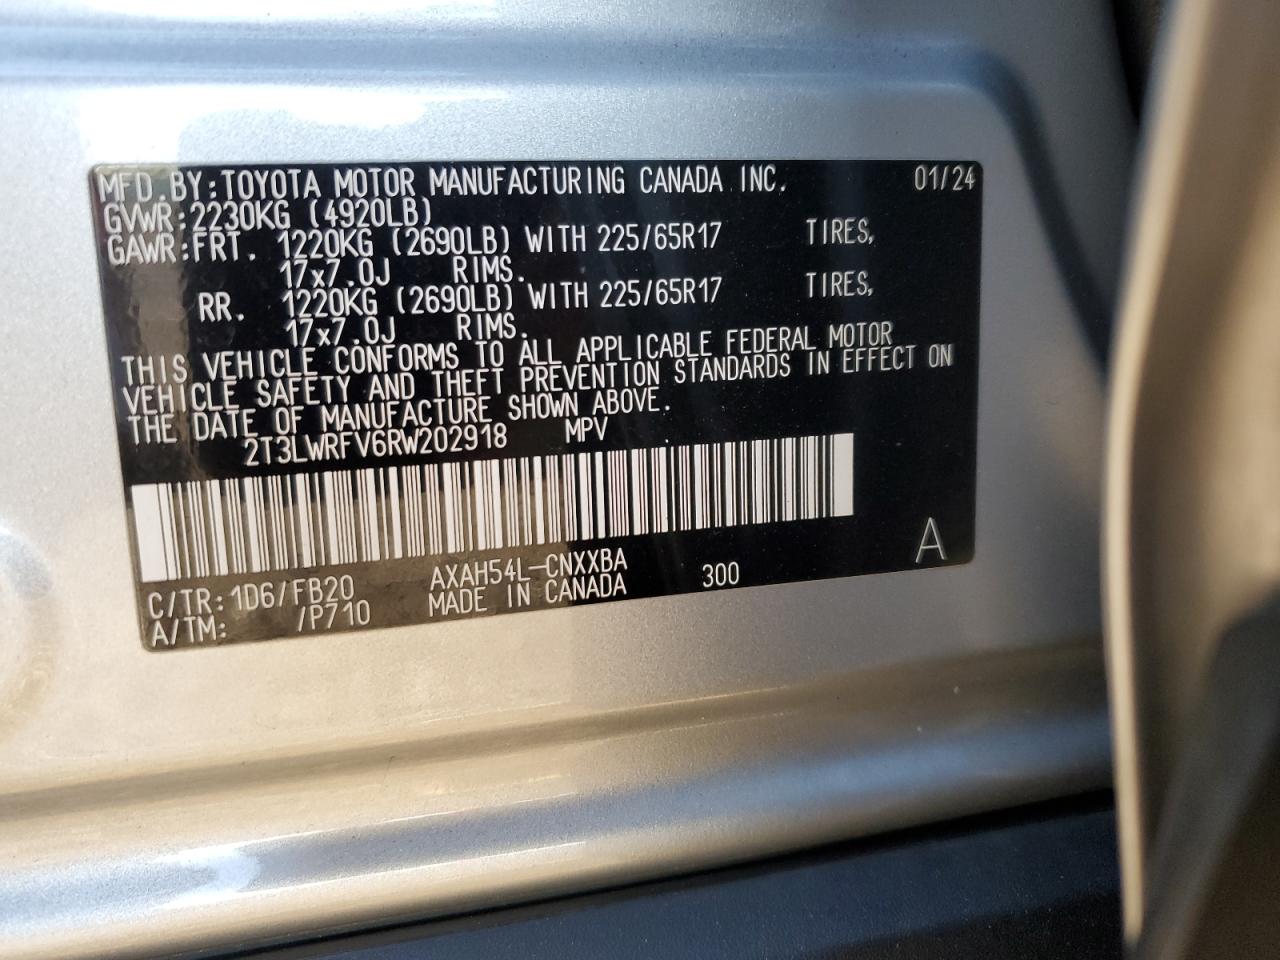 MFD.BY:TOYOTA MOTOR MANUFACTURING CANADA INC. 01/24
GVWR:2230KG (4920LB)
GAWR:FRT. 1220KG (2690LB) WITH 225/65R17 TIRES,
17x7.0J RIMS.
RR. 1220KG (2690LB) WITH 225/65R17 TIRES,
17x7.0J RIMS.
THIS VEHICLE CONFORMS TO ALL APPLICABLE FEDERAL MOTOR
VEHICLE SAFETY AND THEFT PREVENTION STANDARDS IN EFFECT ON
THE DATE OF MANUFACTURE SHOWN ABOVE.
2T3LWRFV6RW202918 MPV
C/TR:1D6/FB20 AXAH54L-CNXXBA 300 A
A/TM: /P710 MADE IN CANADA